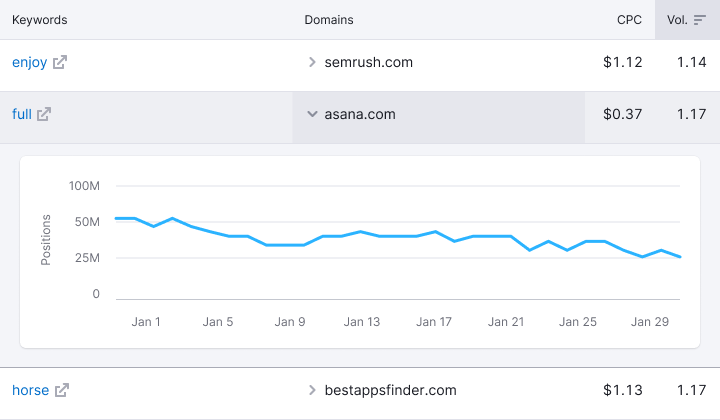 Keywords Domains CPC Vol.
enjoy semrush.com $1.12 1.14
full asana.com $0.37 1.17
100M
50M
25M
0
Positions
Jan 1 Jan 5 Jan 9 Jan 13 Jan 17 Jan 21 Jan 25 Jan 29
horse bestappsfinder.com $1.13 1.17